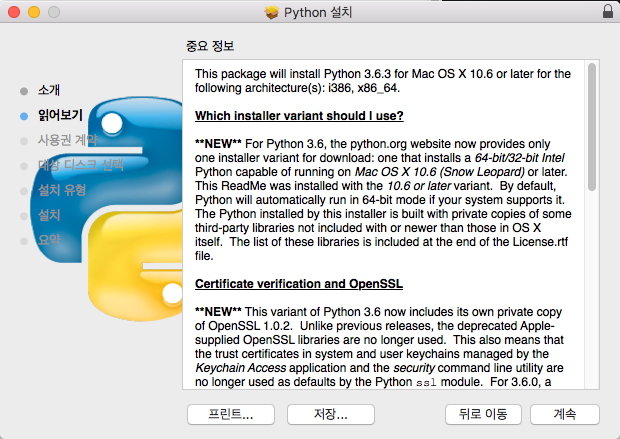 Python 설치
중요 정보
소개
읽어보기
사용권 계약
대상 디스크 선택
설치 유형
설치
요약
This package will install Python 3.6.3 for Mac OS X 10.6 or later for the
following architecture(s): i386, x86_64.
Which installer variant should I use?
**NEW** For Python 3.6, the python.org website now provides only
one installer variant for download: one that installs a 64-bit/32-bit Intel
Python capable of running on Mac OS X 10.6 (Snow Leopard) or later.
This ReadMe was installed with the 10.6 or later variant.  By default,
Python will automatically run in 64-bit mode if your system supports it.
The Python installed by this installer is built with private copies of some
third-party libraries not included with or newer than those in OS X
itself.  The list of these libraries is included at the end of the License.rtf
file.
Certificate verification and OpenSSL
**NEW** This variant of Python 3.6 now includes its own private copy
of OpenSSL 1.0.2.  Unlike previous releases, the deprecated Apple-
supplied OpenSSL libraries are no longer used.  This also means that
the trust certificates in system and user keychains managed by the
Keychain Access application and the security command line utility are
no longer used as defaults by the Python ssl module.  For 3.6.0, a
프린트...
저장...
뒤로 이동
계속